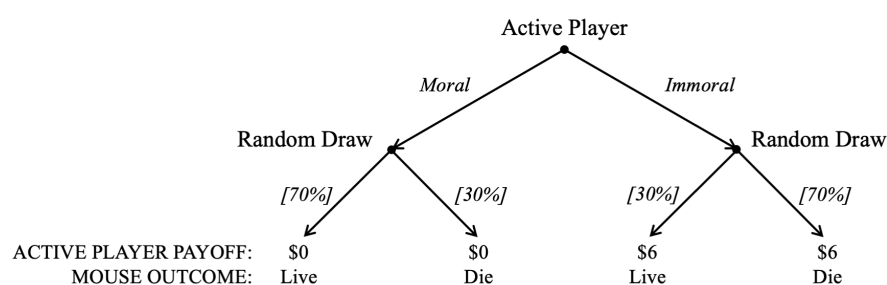 Active Player
Moral Immoral
Random Draw Random Draw
[70%] [30%] [30%] [70%]
ACTIVE PLAYER PAYOFF: $0 $0 $6 $6
MOUSE OUTCOME: Live Die Live Die